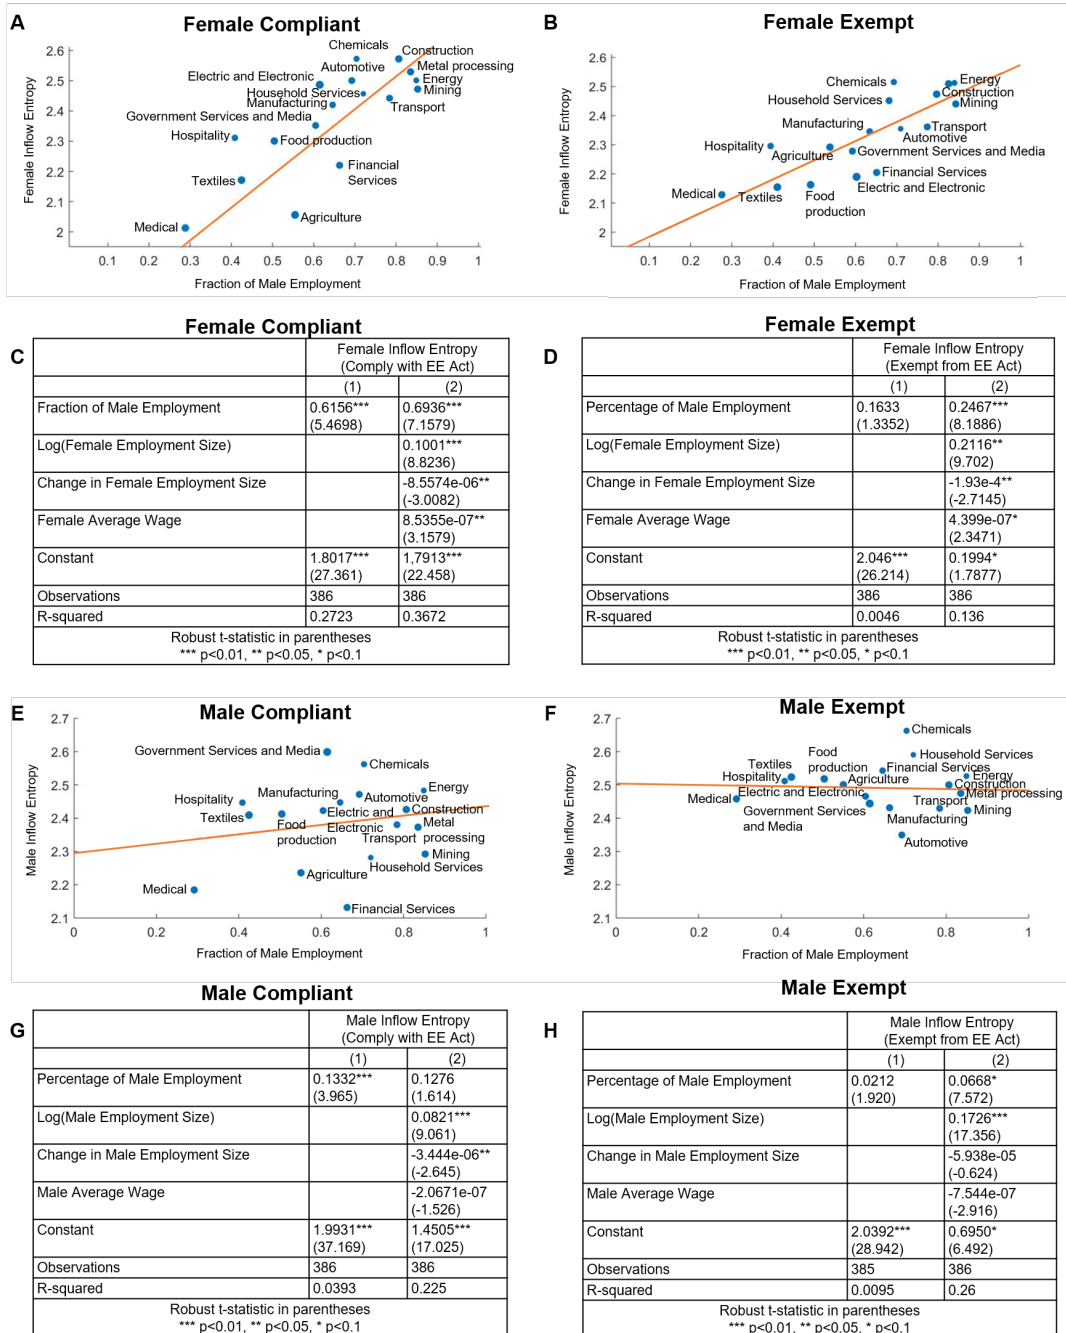 A
Female Compliant
2.6
2.5
2.4
2.3
2.2
2.1
2
0.1 0.2 0.3 0.4 0.5 0.6 0.7 0.8 0.9 1
Female Inflow Entropy
Fraction of Male Employment
Chemicals
Construction
Automotive
Metal processing
Electric and Electronic
Energy
Household Services
Mining
Manufacturing
Transport
Government Services and Media
Hospitality
Food production
Financial
Services
Textiles
Agriculture
Medical
B
Female Exempt
2.6
2.5
2.4
2.3
2.2
2.1
2
0.1 0.2 0.3 0.4 0.5 0.6 0.7 0.8 0.9 1
Female Inflow Entropy
Fraction of Male Employment
Chemicals
Energy
Household Services
Construction
Mining
Manufacturing
Transport
Automotive
Hospitality
Agriculture
Government Services and Media
Financial Services
Electric and Electronic
Medical
Textiles
Food
production
C
Female Compliant
Female Inflow Entropy
(Comply with EE Act)
(1) (2)
Fraction of Male Employment 0.6156*** 0.6936***
(5.4698) (7.1579)
Log(Female Employment Size) 0.1001***
(8.8236)
Change in Female Employment Size -8.5574e-06**
(-3.0082)
Female Average Wage 8.5355e-07**
(3.1579)
Constant 1.8017*** 1,7913***
(27.361) (22.458)
Observations 386 386
R-squared 0.2723 0.3672
Robust t-statistic in parentheses
*** p<0.01, ** p<0.05, * p<0.1
D
Female Exempt
Female Inflow Entropy
(Exempt from EE Act)
(1) (2)
Percentage of Male Employment 0.1633 0.2467***
(1.3352) (8.1886)
Log(Female Employment Size) 0.2116**
(9.702)
Change in Female Employment Size -1.93e-4**
(-2.7145)
Female Average Wage 4.399e-07*
(2.3471)
Constant 2.046*** 0.1994*
(26.214) (1.7877)
Observations 386 386
R-squared 0.0046 0.136
Robust t-statistic in parentheses
*** p<0.01, ** p<0.05, * p<0.1
E
Male Compliant
2.7
2.6
2.5
2.4
2.3
2.2
2.1
0 0.2 0.4 0.6 0.8 1
Male Inflow Entropy
Fraction of Male Employment
Government Services and Media
Chemicals
Manufacturing
Energy
Hospitality
Automotive
Textiles
Electric and
Electronic
Construction
Food
production
Transport
Metal
processing
Mining
Household Services
Agriculture
Medical
Financial Services
F
Male Exempt
2.7
2.6
2.5
2.4
2.3
2.2
2.1
0 0.2 0.4 0.6 0.8 1
Male Inflow Entropy
Fraction of Male Employment
Chemicals
Household Services
Food
production
Textiles
Financial Services
Hospitality
Agriculture
Energy
Construction
Electric and Electronic
Metal processing
Medical
Government Services
and Media
Transport
Mining
Manufacturing
Automotive
G
Male Compliant
Male Inflow Entropy
(Comply with EE Act)
(1) (2)
Percentage of Male Employment 0.1332*** 0.1276
(3.965) (1.614)
Log(Male Employment Size) 0.0821***
(9.061)
Change in Male Employment Size -3.444e-06**
(-2.645)
Male Average Wage -2.0671e-07
(-1.526)
Constant 1.9931*** 1.4505***
(37.169) (17.025)
Observations 386 386
R-squared 0.0393 0.225
Robust t-statistic in parentheses
*** p<0.01, ** p<0.05, * p<0.1
H
Male Exempt
Male Inflow Entropy
(Exempt from EE Act)
(1) (2)
Percentage of Male Employment 0.0212 0.0668*
(1.920) (7.572)
Log(Male Employment Size) 0.1726***
(17.356)
Change in Male Employment Size -5.938e-05
(-0.624)
Male Average Wage -7.544e-07
(-2.916)
Constant 2.0392*** 0.6950*
(28.942) (6.492)
Observations 385 386
R-squared 0.0095 0.26
Robust t-statistic in parentheses
*** p<0.01, ** p<0.05, * p<0.1